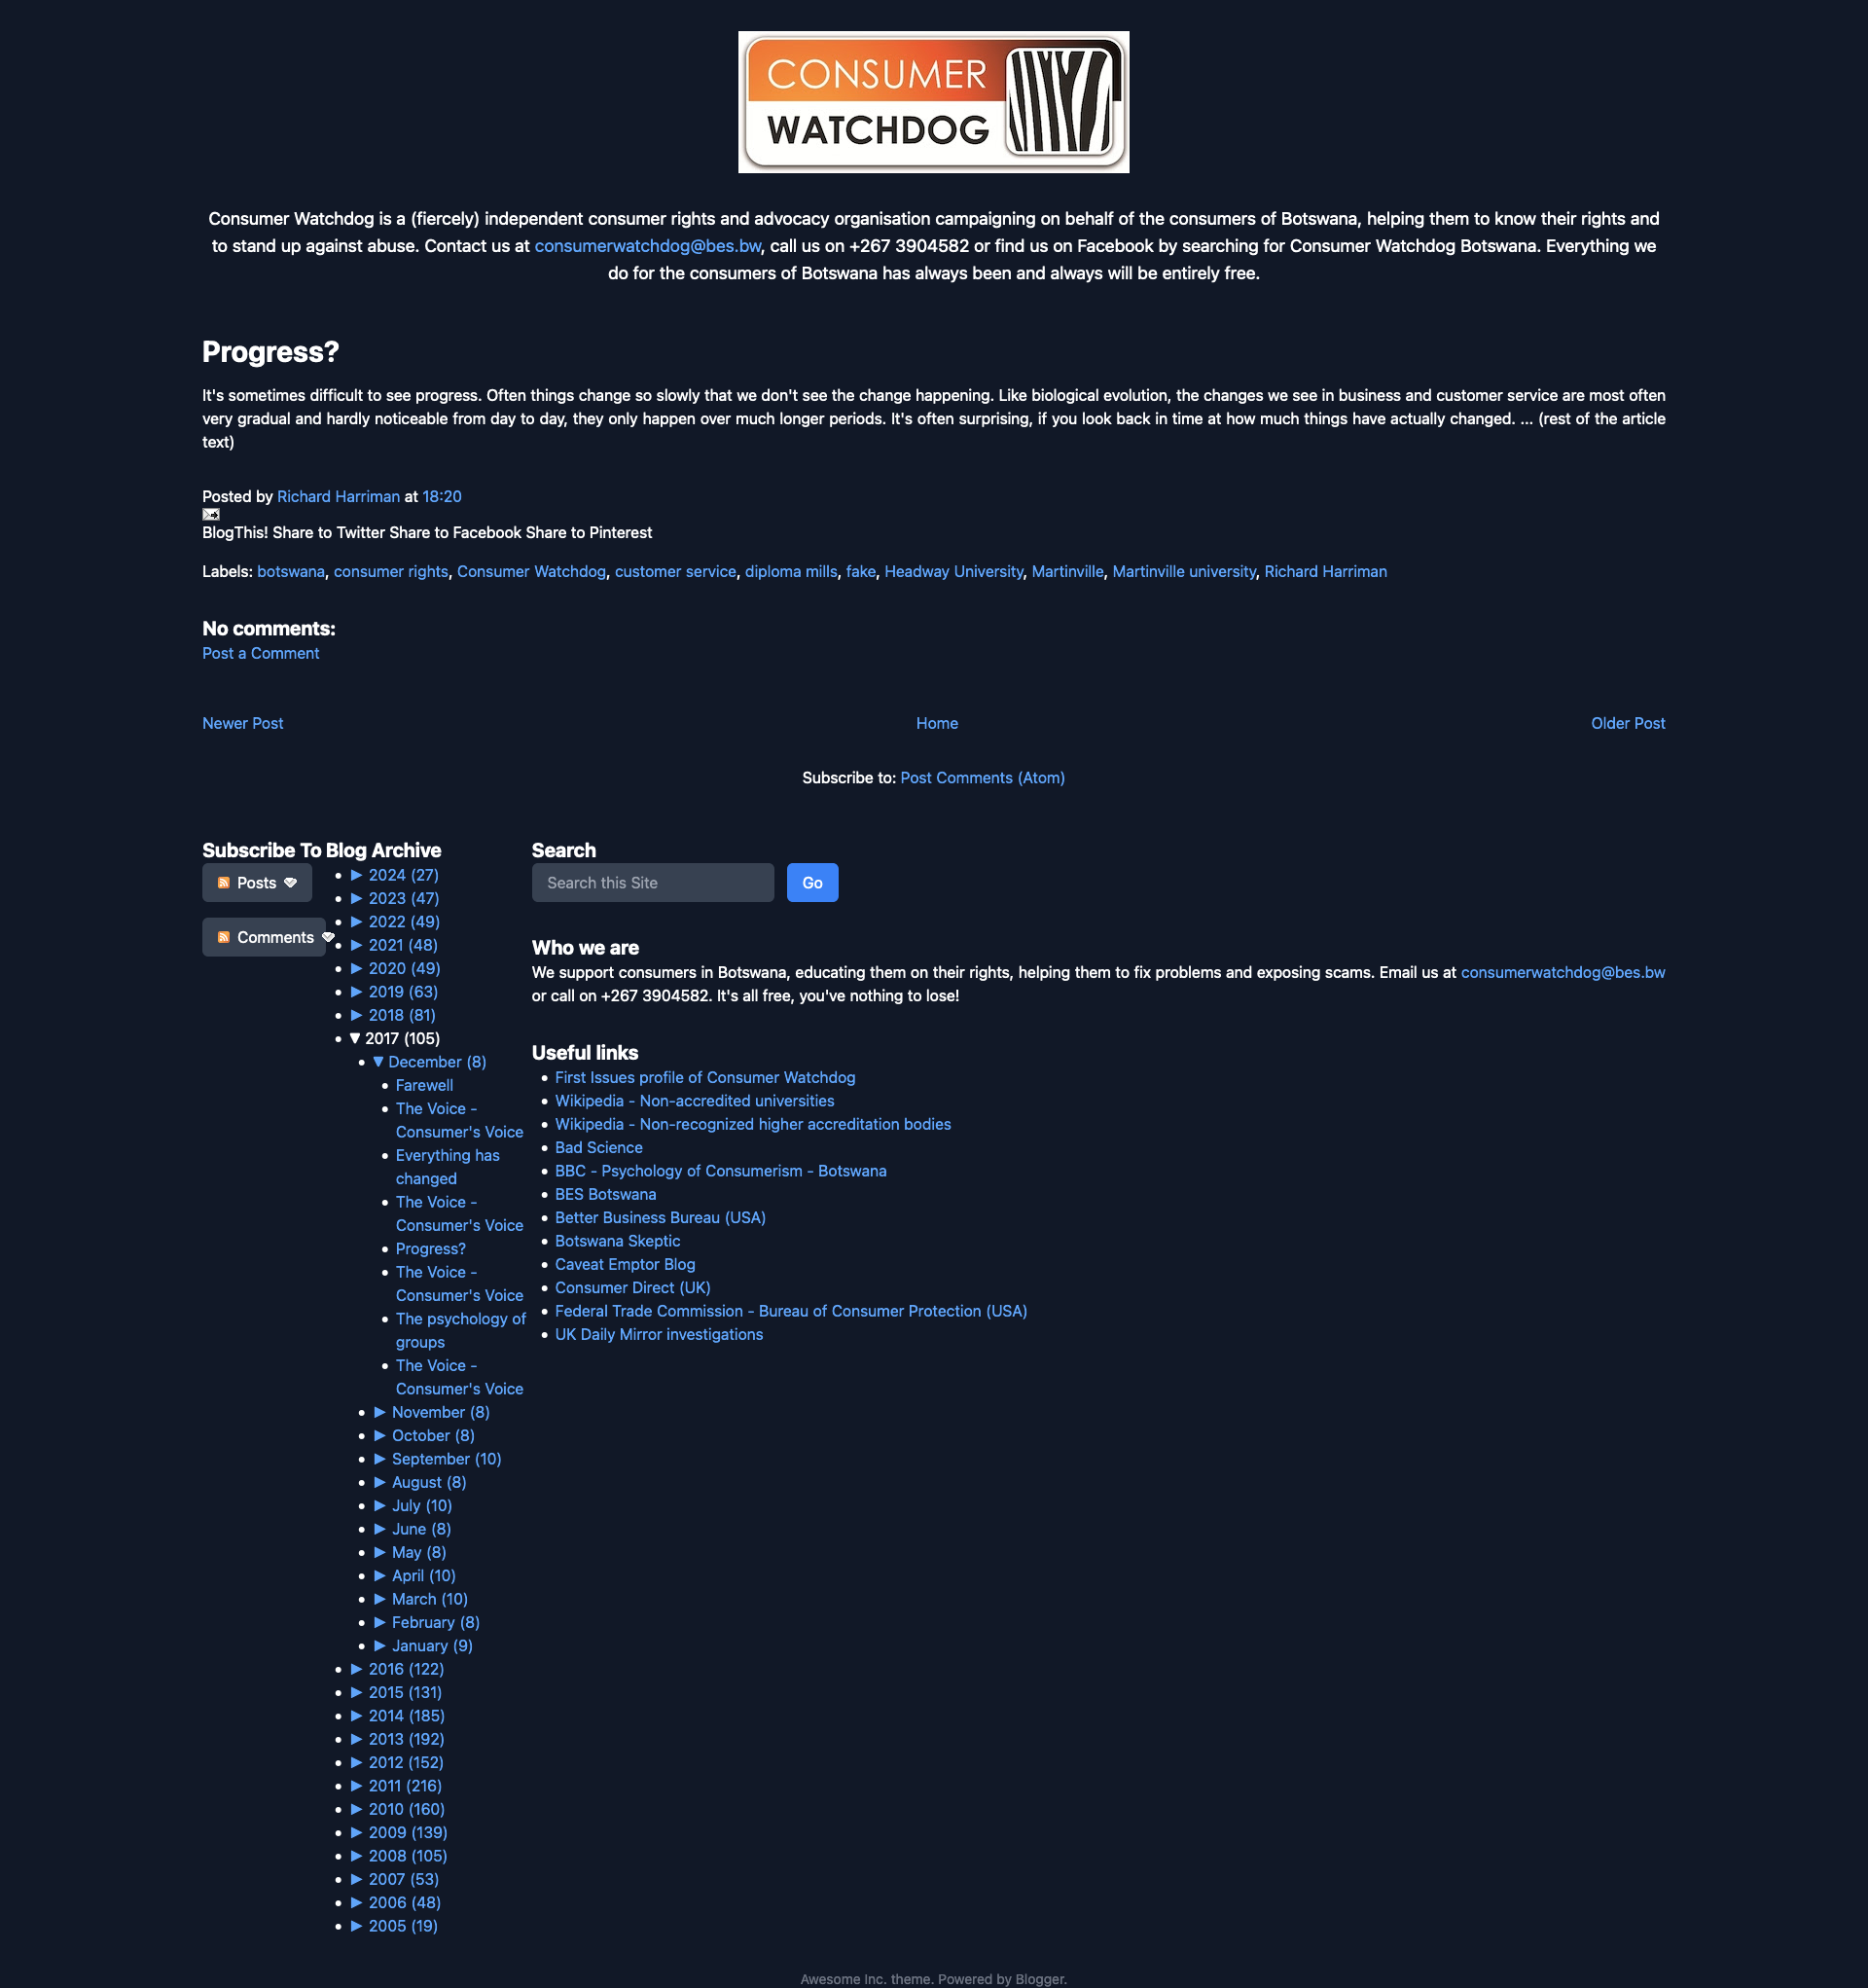 CONSUMER
WATCHDOG
Consumer Watchdog is a (fiercely) independent consumer rights and advocacy organisation campaigning on behalf of the consumers of Botswana, helping them to know their rights and
to stand up against abuse. Contact us at consumerwatchdog@bes.bw, call us on +267 3904582 or find us on Facebook by searching for Consumer Watchdog Botswana. Everything we
do for the consumers of Botswana has always been and always will be entirely free.
Progress?
It's sometimes difficult to see progress. Often things change so slowly that we don't see the change happening. Like biological evolution, the changes we see in business and customer service are most often
very gradual and hardly noticeable from day to day, they only happen over much longer periods. It's often surprising, if you look back in time at how much things have actually changed. ... (rest of the article
text)
Posted by Richard Harriman at 18:20
BlogThis! Share to Twitter Share to Facebook Share to Pinterest
Labels: botswana, consumer rights, Consumer Watchdog, customer service, diploma mills, fake, Headway University, Martinville, Martinville university, Richard Harriman
No comments:
Post a Comment
Newer Post
Home
Older Post
Subscribe to: Post Comments (Atom)
Subscribe To
Posts
Comments
Blog Archive
► 2024 (27)
► 2023 (47)
► 2022 (49)
► 2021 (48)
► 2020 (49)
► 2019 (63)
► 2018 (81)
▼ 2017 (105)
▼ December (8)
Farewell
The Voice -
Consumer's Voice
Everything has
changed
The Voice -
Consumer's Voice
Progress?
The Voice -
Consumer's Voice
The psychology of
groups
The Voice -
Consumer's Voice
► November (8)
► October (8)
► September (10)
► August (8)
► July (10)
► June (8)
► May (8)
► April (10)
► March (10)
► February (8)
► January (9)
► 2016 (122)
► 2015 (131)
► 2014 (185)
► 2013 (192)
► 2012 (152)
► 2011 (216)
► 2010 (160)
► 2009 (139)
► 2008 (105)
► 2007 (53)
► 2006 (48)
► 2005 (19)
Search
Search this Site
Go
Who we are
We support consumers in Botswana, educating them on their rights, helping them to fix problems and exposing scams. Email us at consumerwatchdog@bes.bw
or call on +267 3904582. It's all free, you've nothing to lose!
Useful links
First Issues profile of Consumer Watchdog
Wikipedia - Non-accredited universities
Wikipedia - Non-recognized higher accreditation bodies
Bad Science
BBC - Psychology of Consumerism - Botswana
BES Botswana
Better Business Bureau (USA)
Botswana Skeptic
Caveat Emptor Blog
Consumer Direct (UK)
Federal Trade Commission - Bureau of Consumer Protection (USA)
UK Daily Mirror investigations
Awesome Inc. theme. Powered by Blogger.